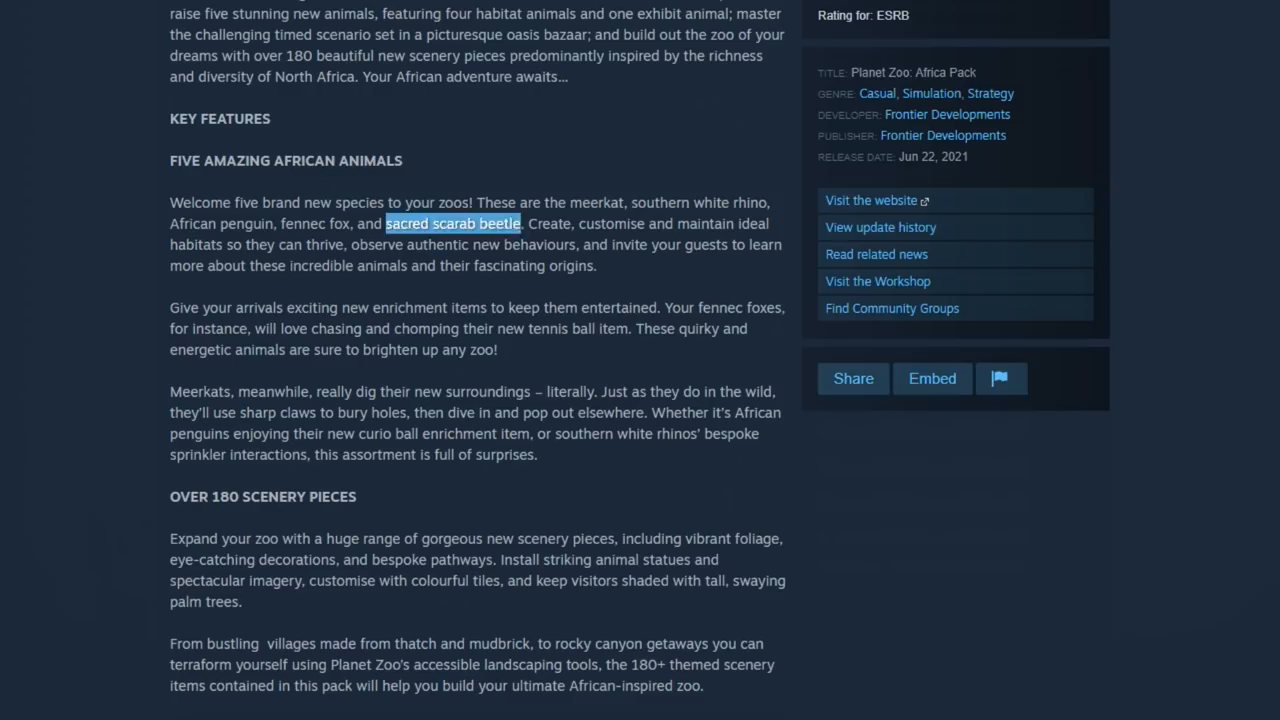 raise five stunning new animals, featuring four habitat animals and one exhibit animal; master
the challenging timed scenario set in a picturesque oasis bazaar; and build out the zoo of your
dreams with over 180 beautiful new scenery pieces predominantly inspired by the richness
and diversity of North Africa. Your African adventure awaits…
KEY FEATURES
FIVE AMAZING AFRICAN ANIMALS
Welcome five brand new species to your zoos! These are the meerkat, southern white rhino,
African penguin, fennec fox, and sacred scarab beetle. Create, customise and maintain ideal
habitats so they can thrive, observe authentic new behaviours, and invite your guests to learn
more about these incredible animals and their fascinating origins.
Give your arrivals exciting new enrichment items to keep them entertained. Your fennec foxes,
for instance, will love chasing and chomping their new tennis ball item. These quirky and
energetic animals are sure to brighten up any zoo!
Meerkats, meanwhile, really dig their new surroundings – literally. Just as they do in the wild,
they'll use sharp claws to bury holes, then dive in and pop out elsewhere. Whether it's African
penguins enjoying their new curio ball enrichment item, or southern white rhinos' bespoke
sprinkler interactions, this assortment is full of surprises.
OVER 180 SCENERY PIECES
Expand your zoo with a huge range of gorgeous new scenery pieces, including vibrant foliage,
eye-catching decorations, and bespoke pathways. Install striking animal statues and
spectacular imagery, customise with colourful tiles, and keep visitors shaded with tall, swaying
palm trees.
From bustling  villages made from thatch and mudbrick, to rocky canyon getaways you can
terraform yourself using Planet Zoo's accessible landscaping tools, the 180+ themed scenery
items contained in this pack will help you build your ultimate African-inspired zoo.
Rating for: ESRB
TITLE: Planet Zoo: Africa Pack
GENRE: Casual, Simulation, Strategy
DEVELOPER: Frontier Developments
PUBLISHER: Frontier Developments
RELEASE DATE: Jun 22, 2021
Visit the website
View update history
Read related news
Visit the Workshop
Find Community Groups
Share Embed